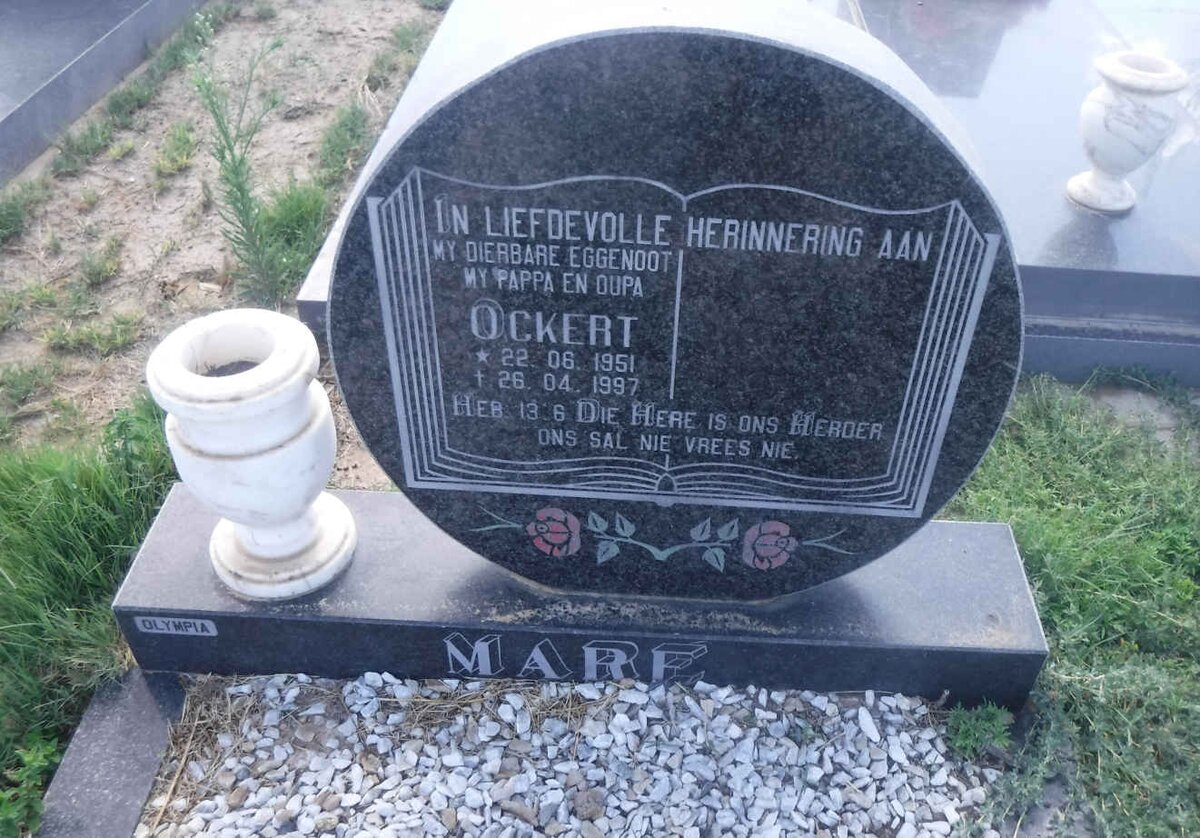 IN LIEFDEVOLLE HERINNERING AAN
MY DIERBARE EGGENOOT
MY PAPPA EN OUPA
OCKERT
* 22. 06. 1951
† 26. 04. 1997
HEB. 13:6 DIE HERE IS ONS HERDER
ONS SAL NIE VREES NIE.
OLYMPIA
MARE